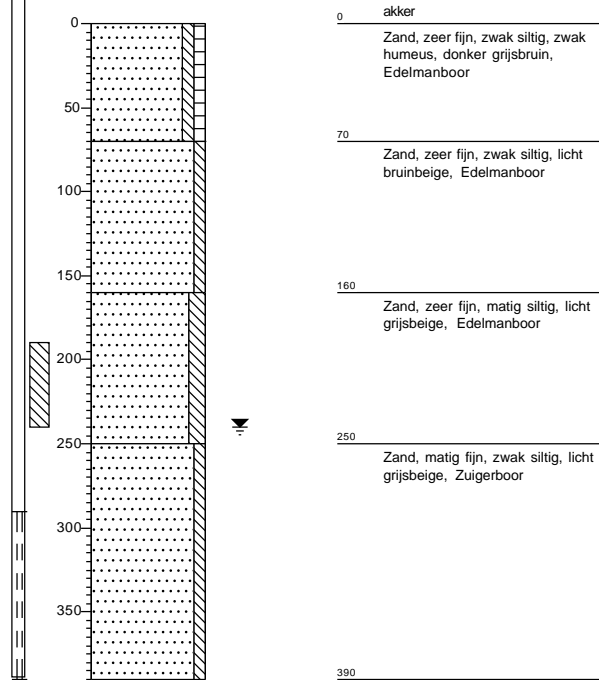 0
50
100
150
200
250
300
350
0
akker
Zand, zeer fijn, zwak siltig, zwak
humeus, donker grijsbruin,
Edelmanboor
70
Zand, zeer fijn, zwak siltig, licht
bruinbeige, Edelmanboor
160
Zand, zeer fijn, matig siltig, licht
grijsbeige, Edelmanboor
250
Zand, matig fijn, zwak siltig, licht
grijsbeige, Zuigerboor
390